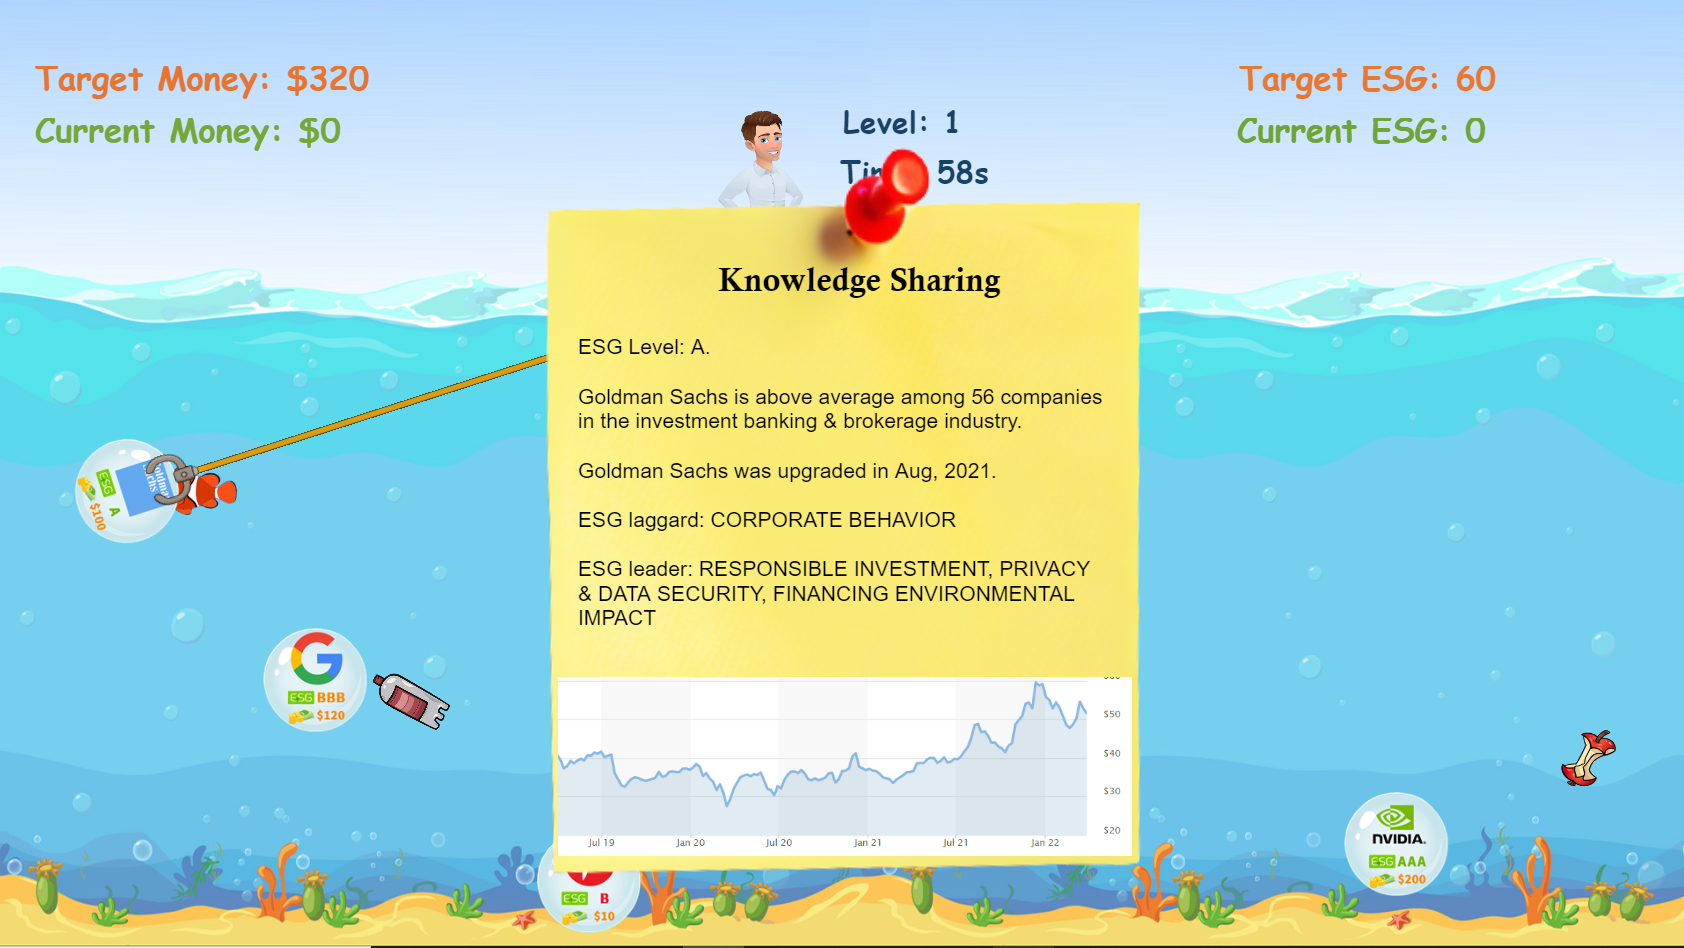 Target Money: $320
Current Money: $0
Level: 1
58s
Target ESG: 60
Current ESG: 0
Knowledge Sharing
ESG Level: A.
Goldman Sachs is above average among 56 companies
in the investment banking & brokerage industry.
Goldman Sachs was upgraded in Aug, 2021.
ESG laggard: CORPORATE BEHAVIOR
ESG leader: RESPONSIBLE INVESTMENT, PRIVACY
& DATA SECURITY, FINANCING ENVIRONMENTAL
IMPACT
$50
$40
$30
$20
Jul 19 Jan 20 Jul 20 Jan 21 Jul 21 Jan 22
Sachs
ESG A
$100
G
ESG BBB
$120
ESG B
$10
NVIDIA.
ESG AAA
$200